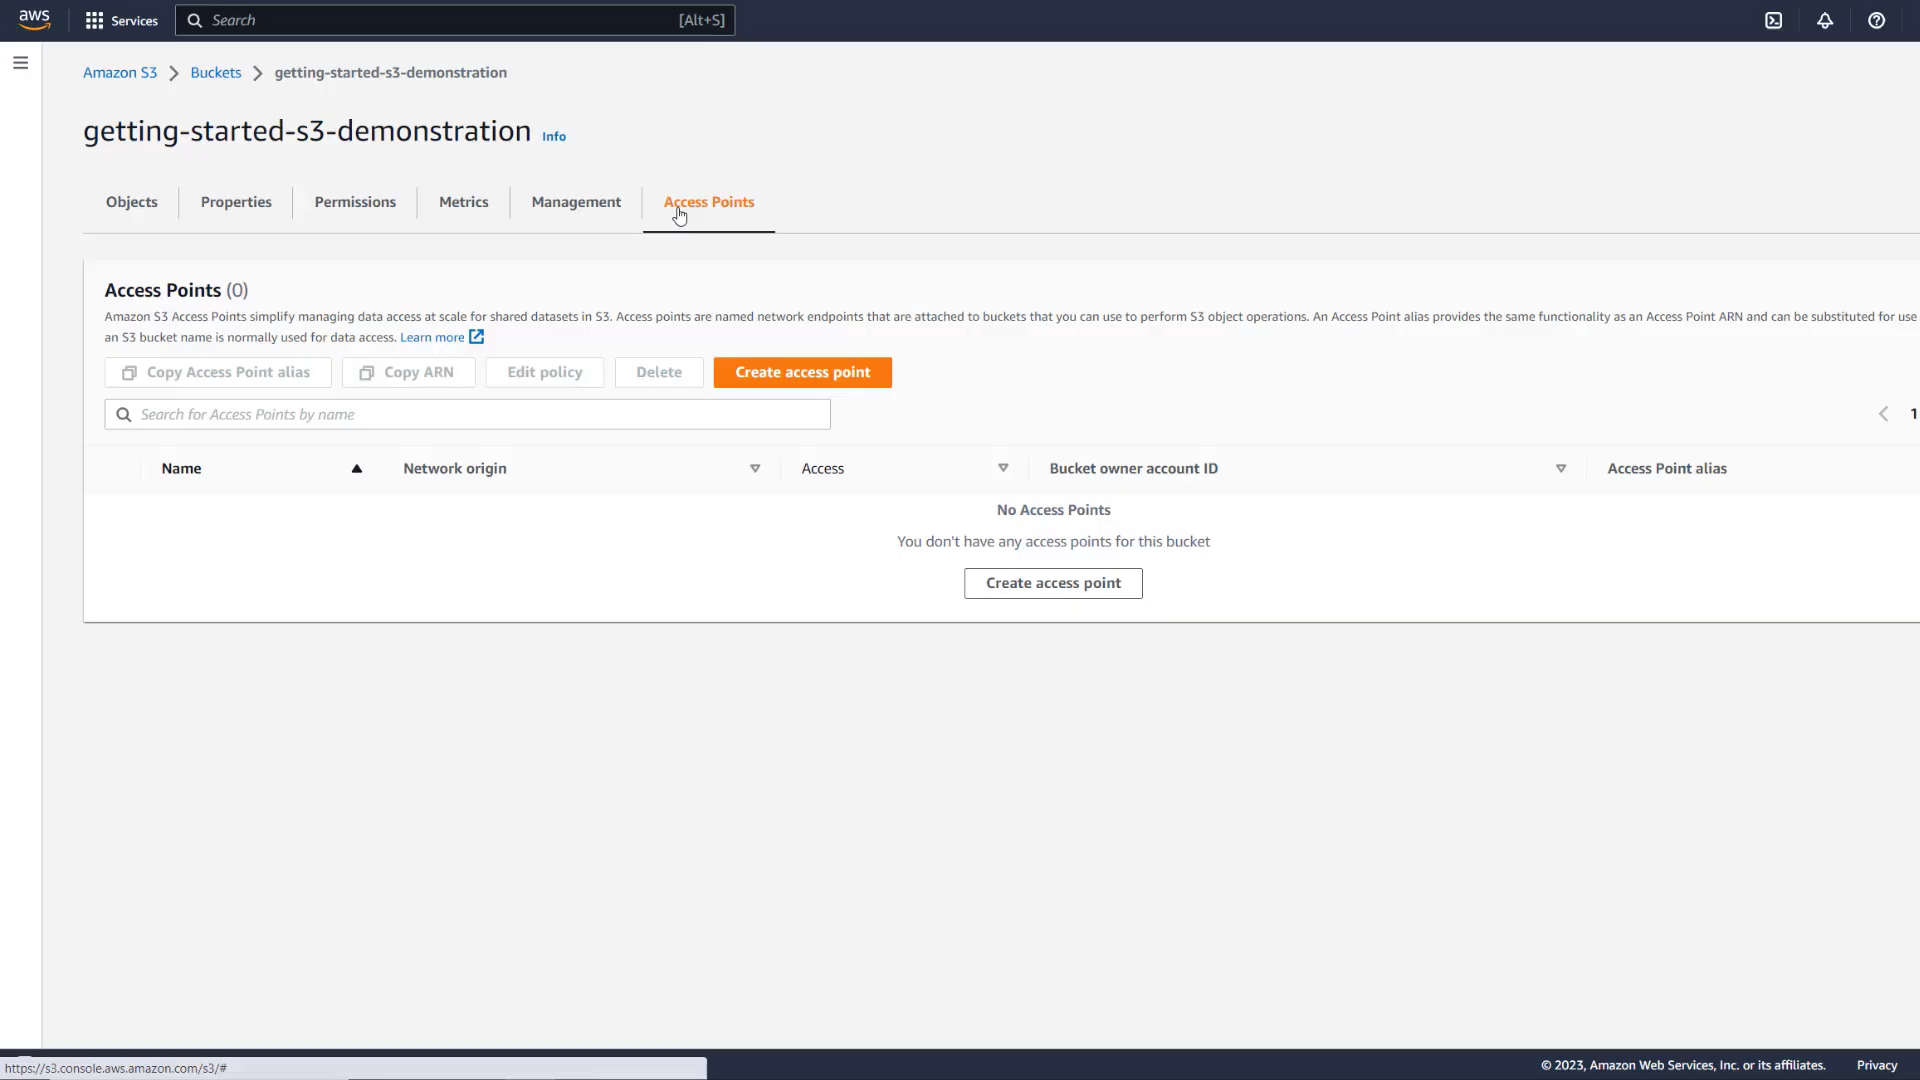 aws
Services
Search
[Alt+S]
Amazon S3
Buckets
getting-started-s3-demonstration
getting-started-s3-demonstration
Info
Objects
Properties
Permissions
Metrics
Management
Access Points
Access Points (0)
Amazon S3 Access Points simplify managing data access at scale for shared datasets in S3. Access points are named network endpoints that are attached to buckets that you can use to perform S3 object operations. An Access Point alias provides the same functionality as an Access Point ARN and can be substituted for use
an S3 bucket name is normally used for data access. Learn more
Copy Access Point alias
Copy ARN
Edit policy
Delete
Create access point
Search for Access Points by name
1
Name
Network origin
Access
Bucket owner account ID
Access Point alias
No Access Points
You don't have any access points for this bucket
Create access point
https://s3.console.aws.amazon.com/s3/#
© 2023, Amazon Web Services, Inc. or its affiliates.
Privacy